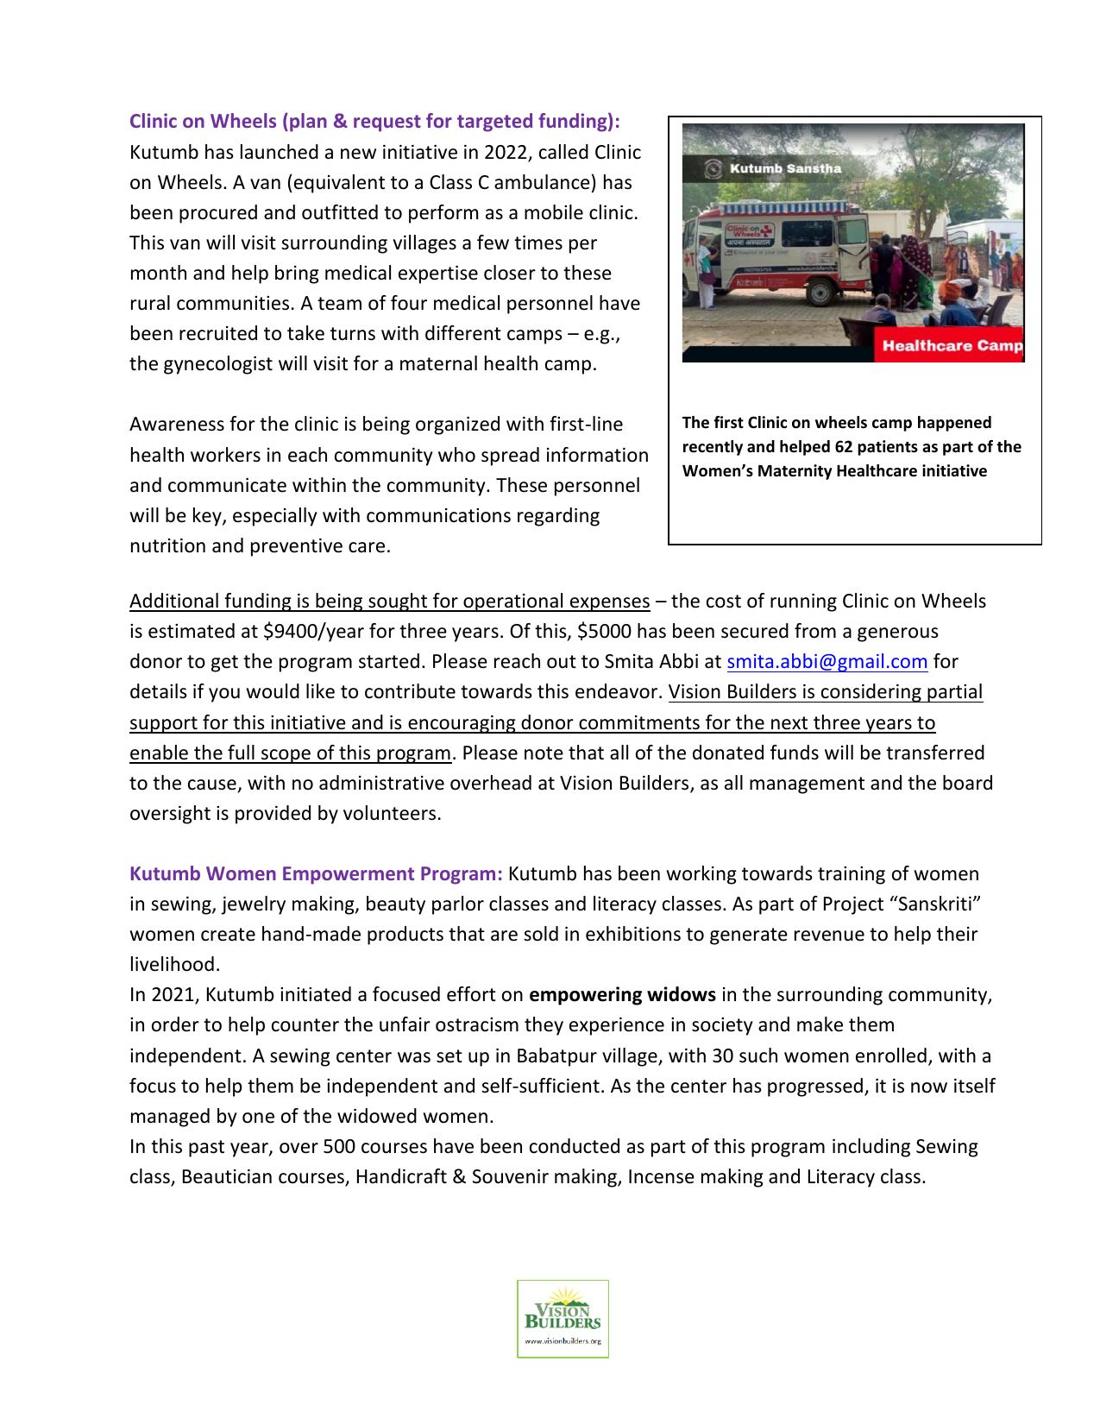 Clinic on Wheels (plan & request for targeted funding):
Kutumb has launched a new initiative in 2022, called Clinic
on Wheels. A van (equivalent to a Class C ambulance) has
been procured and outfitted to perform as a mobile clinic.
This van will visit surrounding villages a few times per
month and help bring medical expertise closer to these
rural communities. A team of four medical personnel have
been recruited to take turns with different camps – e.g.,
the gynecologist will visit for a maternal health camp.
Awareness for the clinic is being organized with first-line
health workers in each community who spread information
and communicate within the community. These personnel
will be key, especially with communications regarding
nutrition and preventive care.
Kutumb Sanstha
Clinic on
Wheels
Healthcare Camp
The first Clinic on wheels camp happened
recently and helped 62 patients as part of the
Women’s Maternity Healthcare initiative
Additional funding is being sought for operational expenses – the cost of running Clinic on Wheels
is estimated at $9400/year for three years. Of this, $5000 has been secured from a generous
donor to get the program started. Please reach out to Smita Abbi at smita.abbi@gmail.com for
details if you would like to contribute towards this endeavor. Vision Builders is considering partial
support for this initiative and is encouraging donor commitments for the next three years to
enable the full scope of this program. Please note that all of the donated funds will be transferred
to the cause, with no administrative overhead at Vision Builders, as all management and the board
oversight is provided by volunteers.
Kutumb Women Empowerment Program: Kutumb has been working towards training of women
in sewing, jewelry making, beauty parlor classes and literacy classes. As part of Project “Sanskriti”
women create hand-made products that are sold in exhibitions to generate revenue to help their
livelihood.
In 2021, Kutumb initiated a focused effort on empowering widows in the surrounding community,
in order to help counter the unfair ostracism they experience in society and make them
independent. A sewing center was set up in Babatpur village, with 30 such women enrolled, with a
focus to help them be independent and self-sufficient. As the center has progressed, it is now itself
managed by one of the widowed women.
In this past year, over 500 courses have been conducted as part of this program including Sewing
class, Beautician courses, Handicraft & Souvenir making, Incense making and Literacy class.
VISION
BUILDERS
www.visionbuilders.org